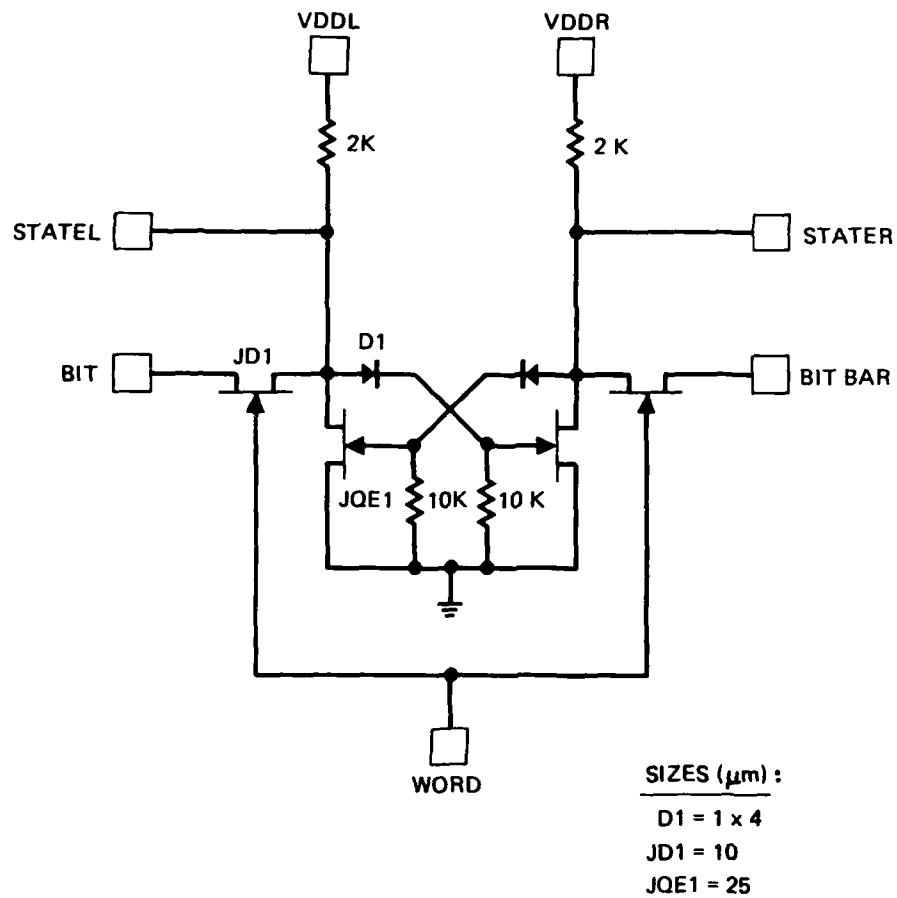 VDDL VDDR
2K 2 K
STATEL STATER
D1
JD1
BIT BIT BAR
JQE1 10K 10 K
WORD
SIZES (μm) :
D1 = 1 x 4
JD1 = 10
JQE1 = 25